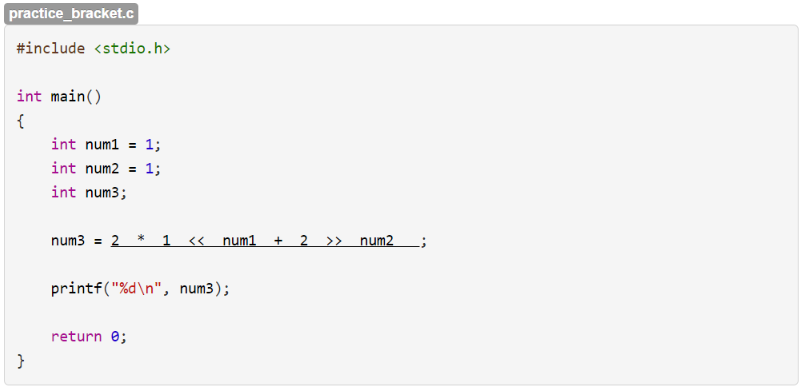 practice_bracket.c
#include <stdio.h>
int main()
{
int num1 = 1;
int num2 = 1;
int num3;
num3 = 2 * 1 << num1 + 2 >> num2 ;
printf("%d\n", num3);
return 0;
}